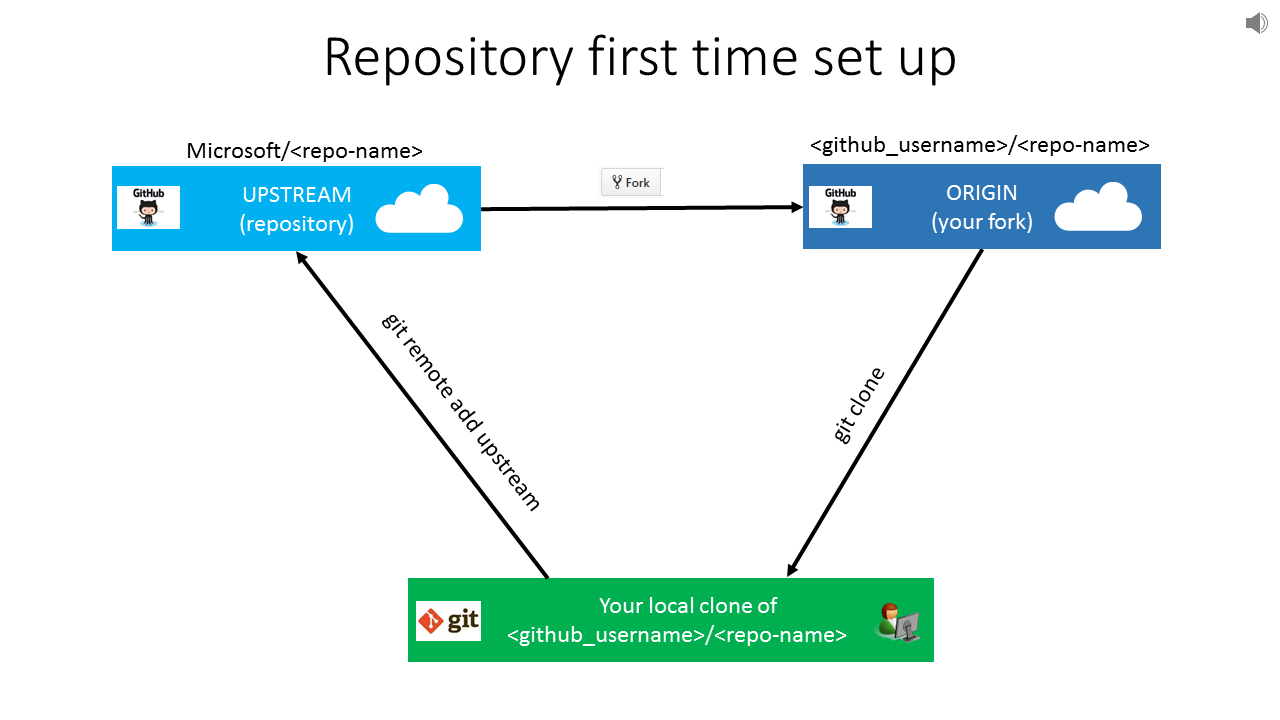 Repository first time set up
Microsoft/<repo-name>
<github_username>/<repo-name>
GitHub
UPSTREAM
(repository)
Fork
GitHub
ORIGIN
(your fork)
git remote add upstream
git clone
git
Your local clone of
<github_username>/<repo-name>